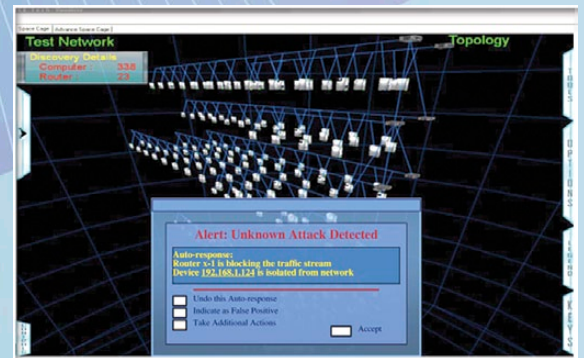 Space Cage
Advance Space Cage
Test Network
Topology
Discovery Details
Computer : 338
Router : 23
TOOLS
OPTIONS
LEGEND
KEYS
Alert: Unknown Attack Detected
Auto-response:
Router x-1 is blocking the traffic stream
Device 192.168.1.124 is isolated from network
Undo this Auto-response
Indicate as False Positive
Take Additional Actions
Accept